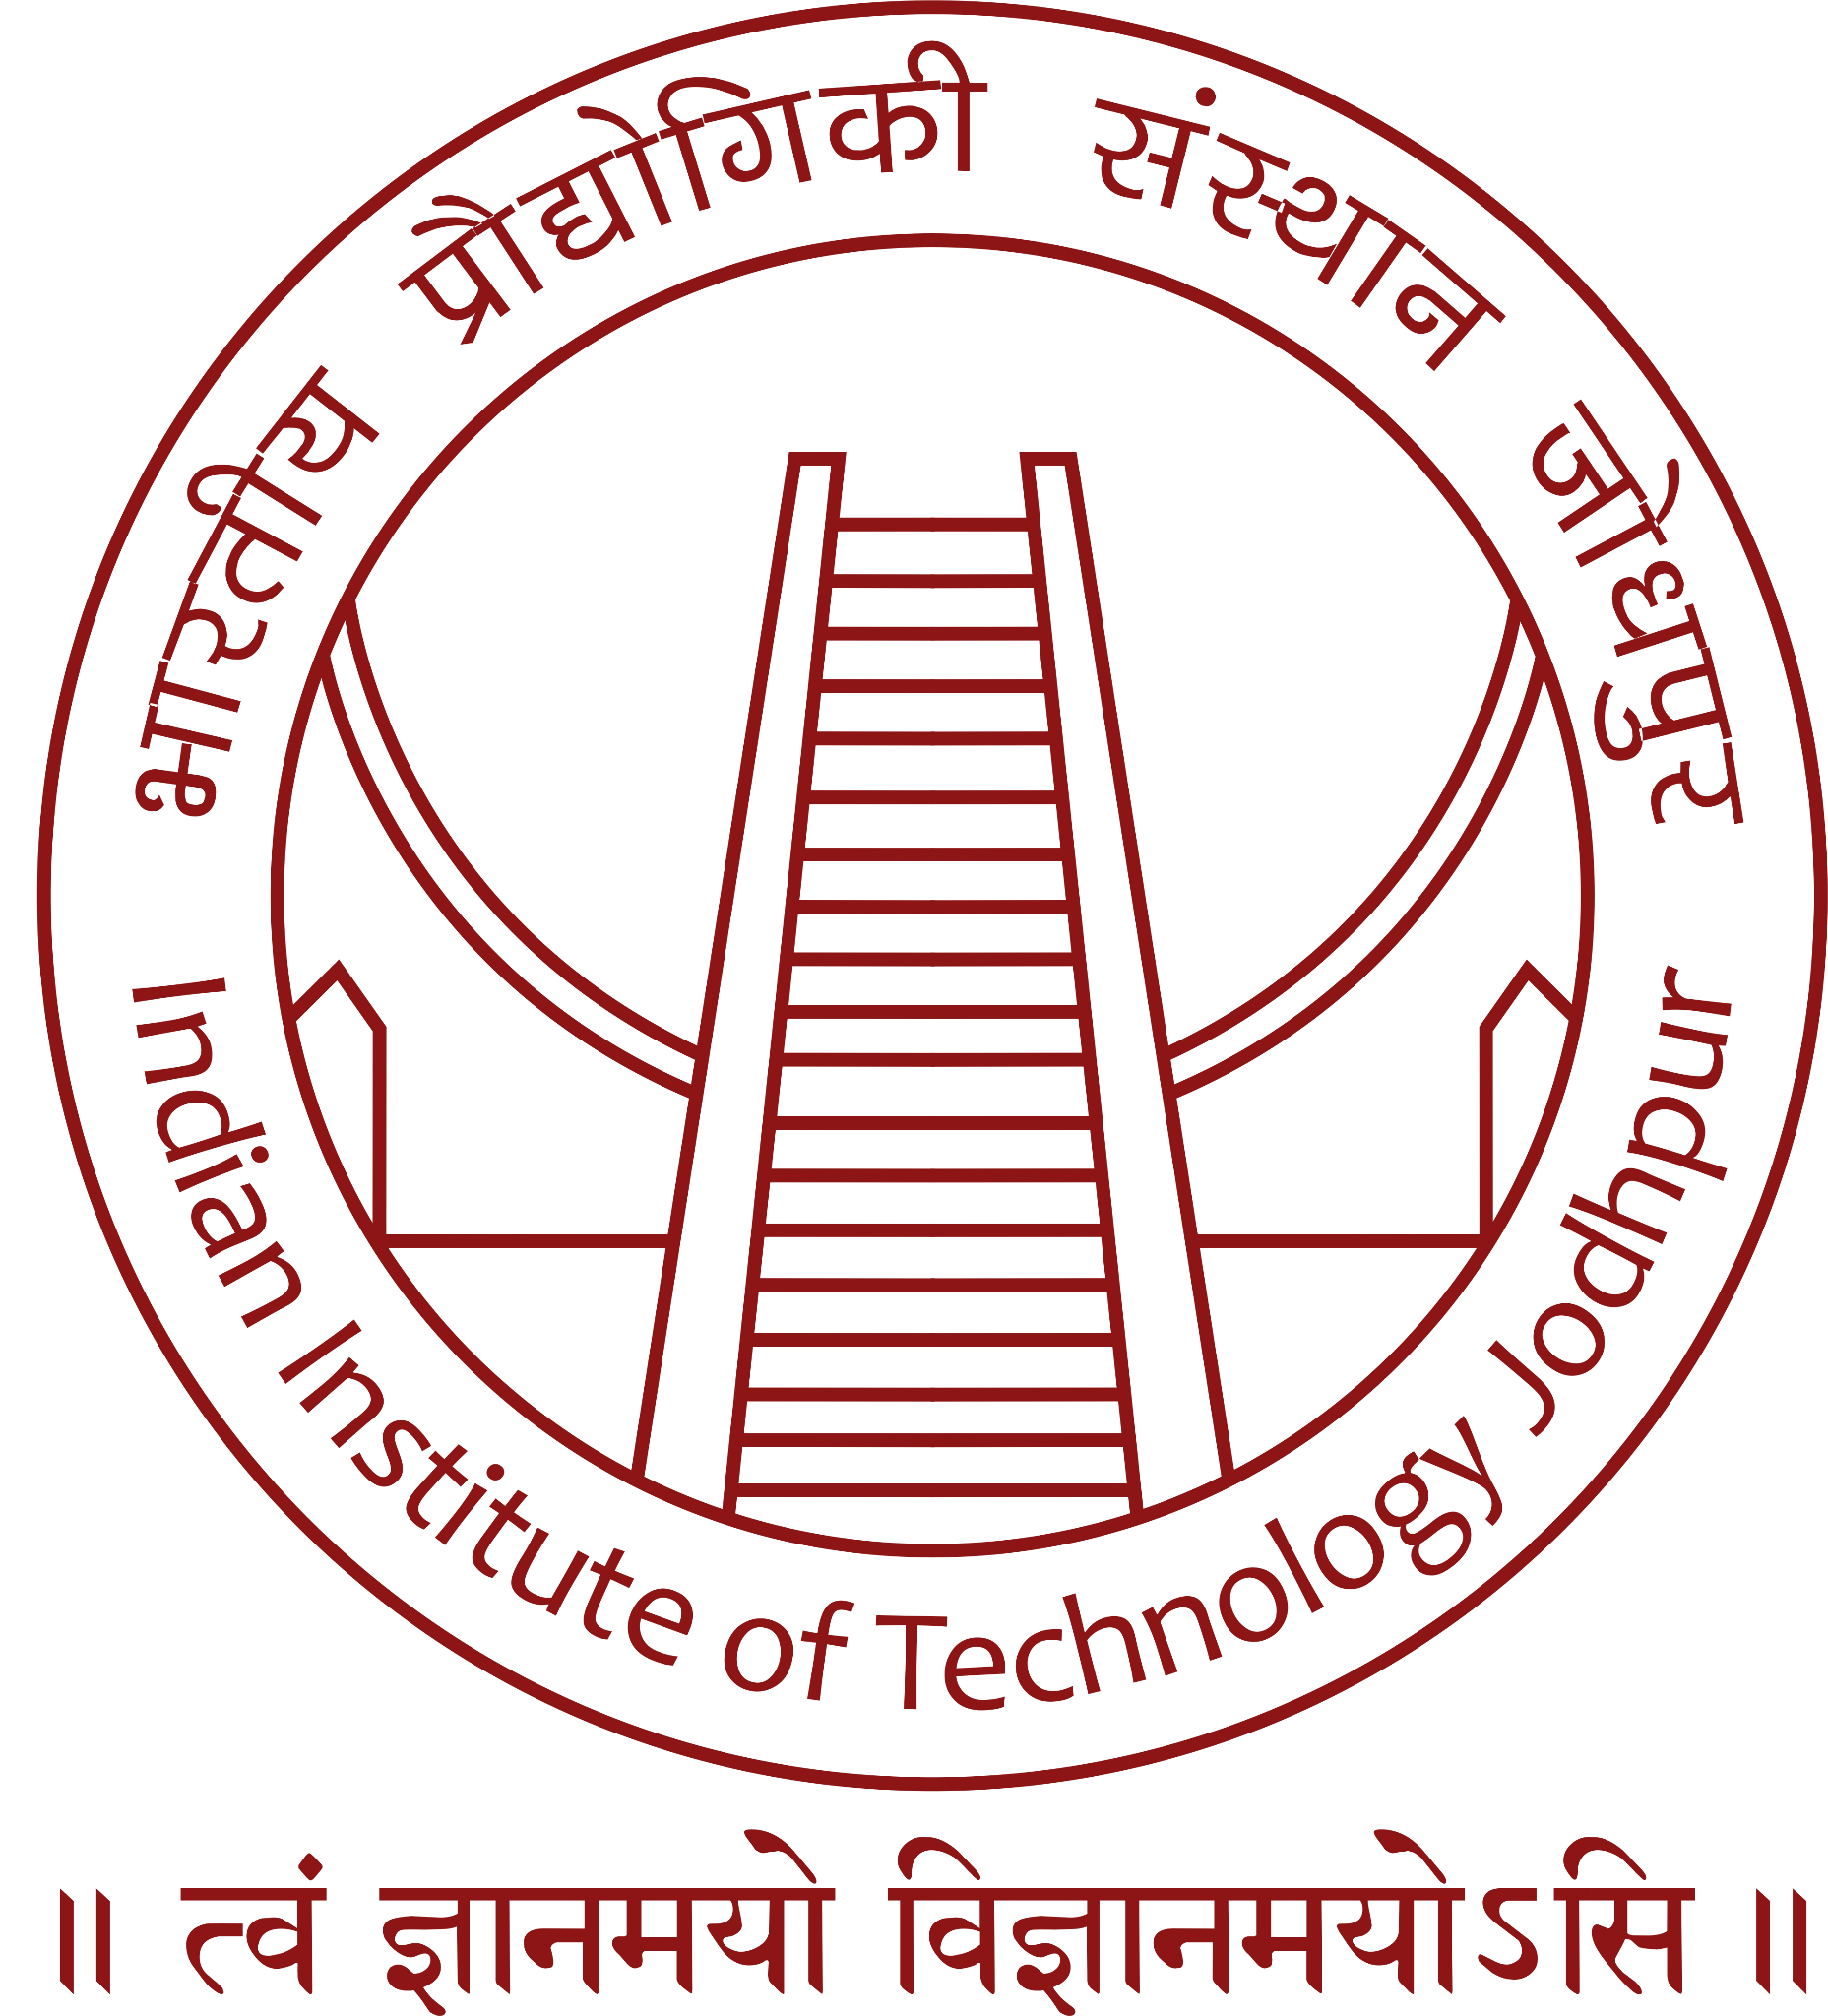 भारतीय प्रौद्योगिकी संस्थान जोधपुर
Indian Institute of Technology Jodhpur
॥ त्वं ज्ञानमयो विज्ञानमयोऽसि ॥